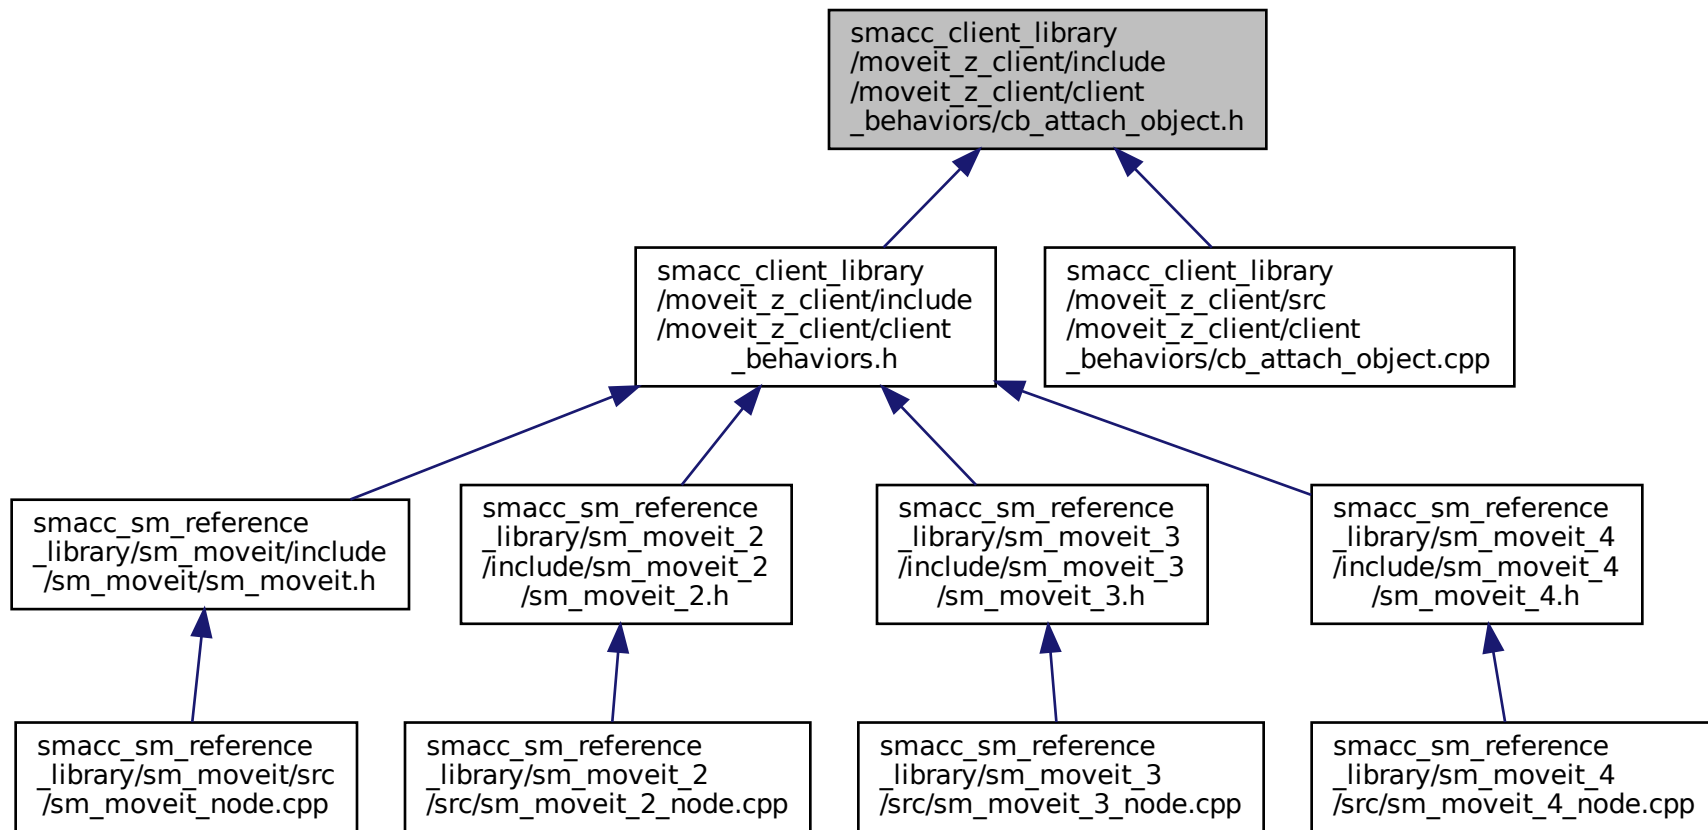 smacc_client_library
/moveit_z_client/include
/moveit_z_client/client
_behaviors/cb_attach_object.h
smacc_client_library
/moveit_z_client/include
/moveit_z_client/client
_behaviors.h
smacc_client_library
/moveit_z_client/src
/moveit_z_client/client
_behaviors/cb_attach_object.cpp
smacc_sm_reference
_library/sm_moveit/include
/sm_moveit/sm_moveit.h
smacc_sm_reference
_library/sm_moveit_2
/include/sm_moveit_2
/sm_moveit_2.h
smacc_sm_reference
_library/sm_moveit_3
/include/sm_moveit_3
/sm_moveit_3.h
smacc_sm_reference
_library/sm_moveit_4
/include/sm_moveit_4
/sm_moveit_4.h
smacc_sm_reference
_library/sm_moveit/src
/sm_moveit_node.cpp
smacc_sm_reference
_library/sm_moveit_2
/src/sm_moveit_2_node.cpp
smacc_sm_reference
_library/sm_moveit_3
/src/sm_moveit_3_node.cpp
smacc_sm_reference
_library/sm_moveit_4
/src/sm_moveit_4_node.cpp